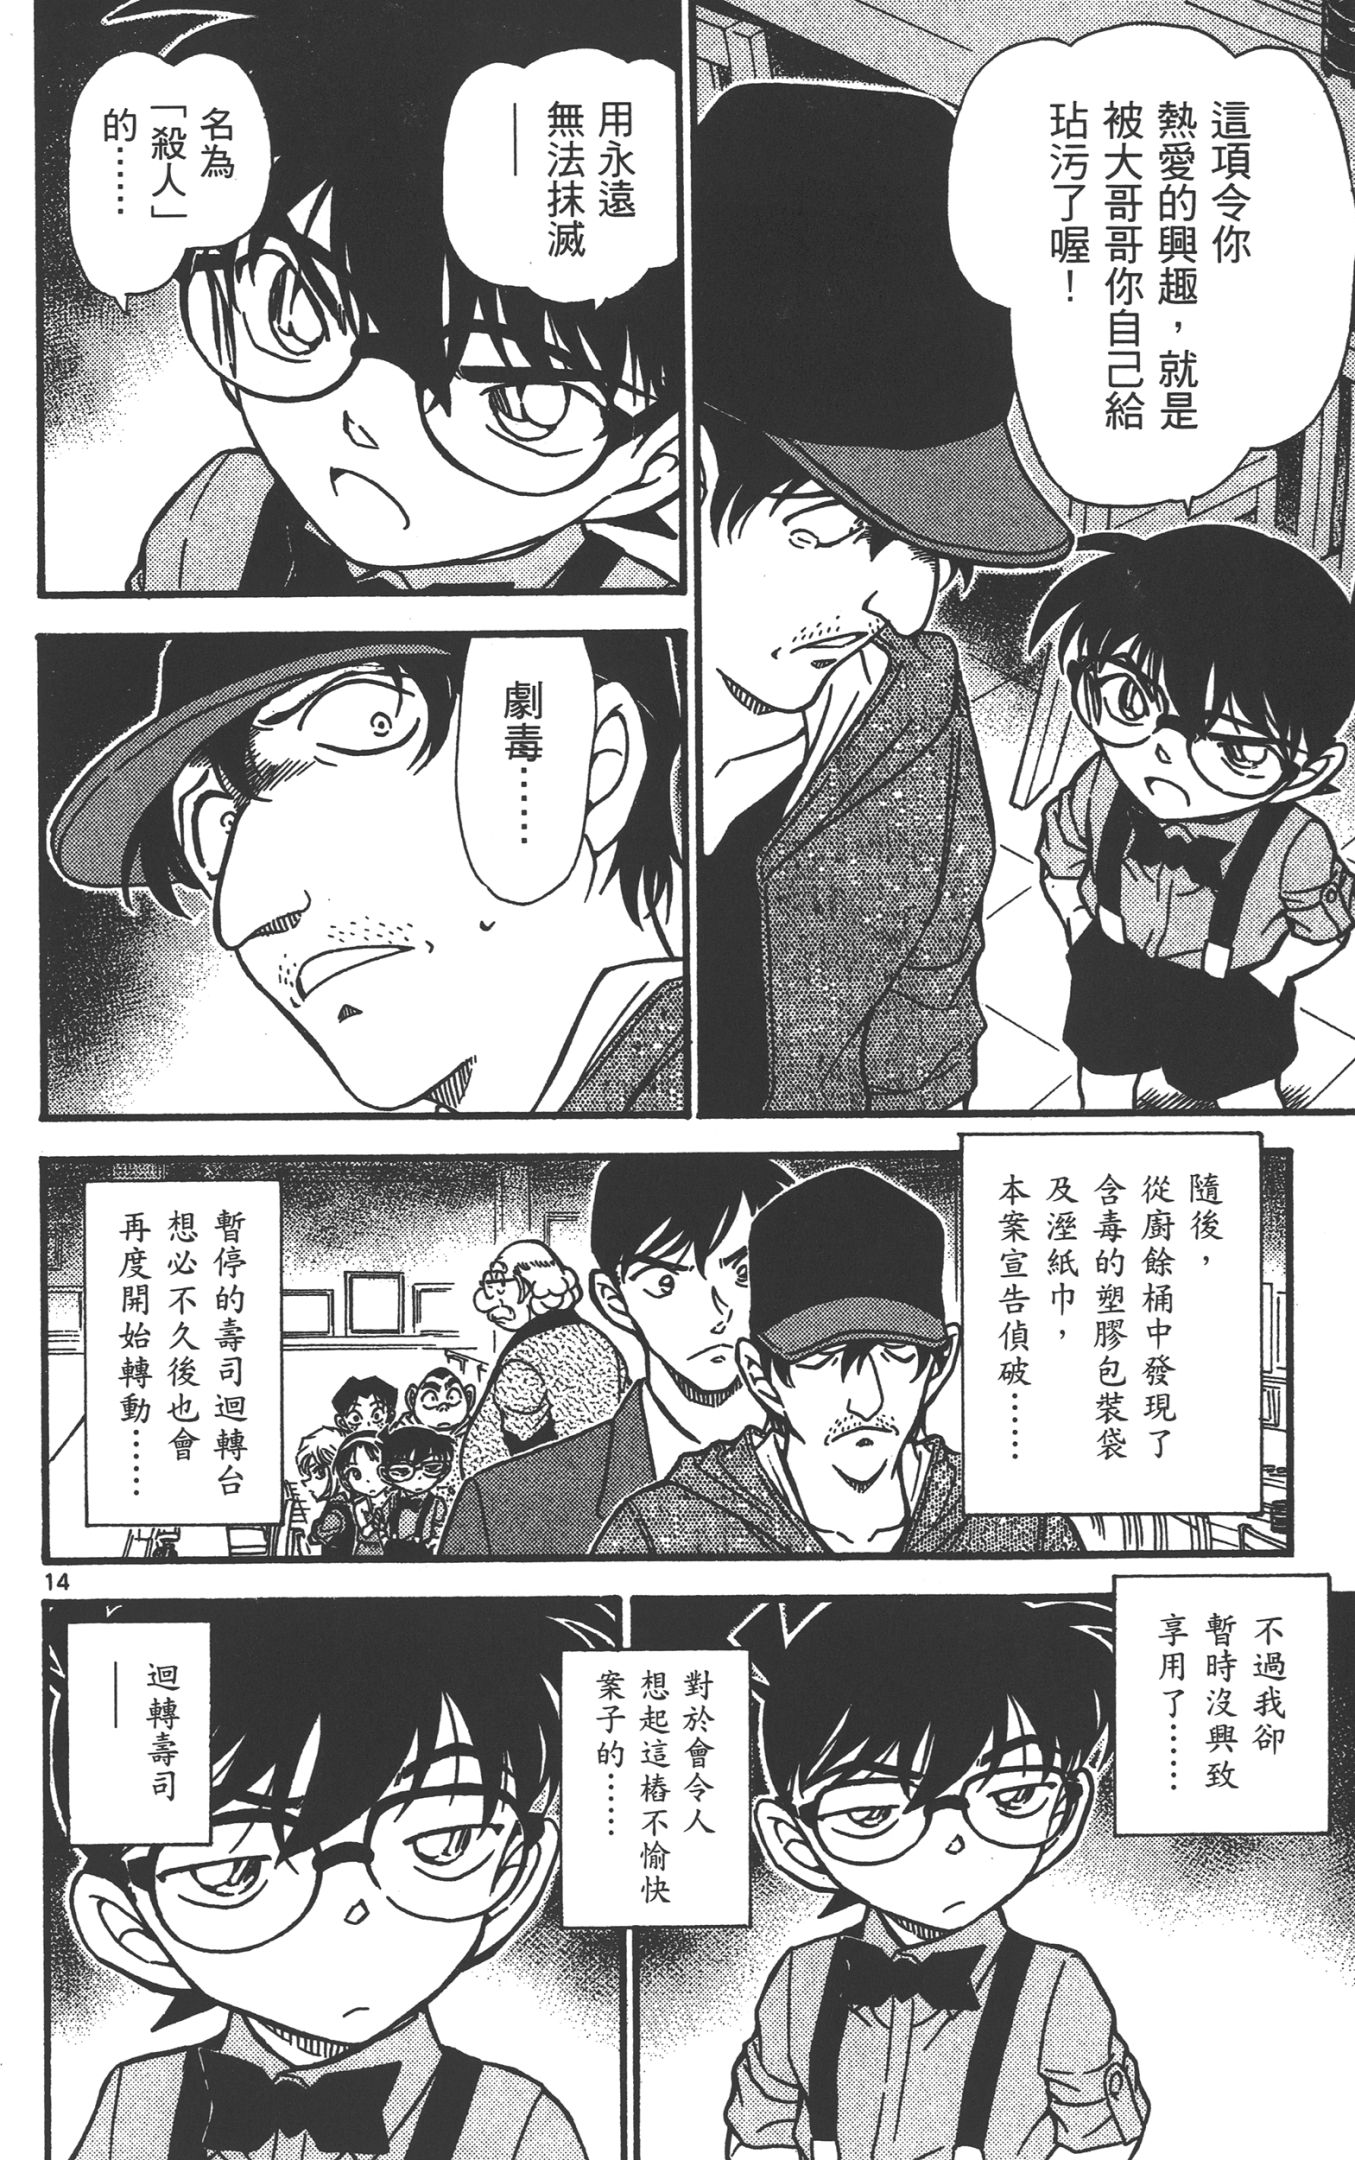 這項令你
熱愛的興趣，就是
被大哥哥你自己給
玷污了喔！
用永遠
無法抹滅
——
名為
「殺人」
的……
劇毒……
隨後，
從廚餘桶中發現了
含毒的塑膠包裝袋
及溼紙巾，
本案宣告偵破……
暫停的壽司迴轉台
想必不久後也會
再度開始轉動……
14
不過我卻
暫時沒興致
享用了……
對於會令人
想起這樁不愉快
案子的……
迴轉壽司
——